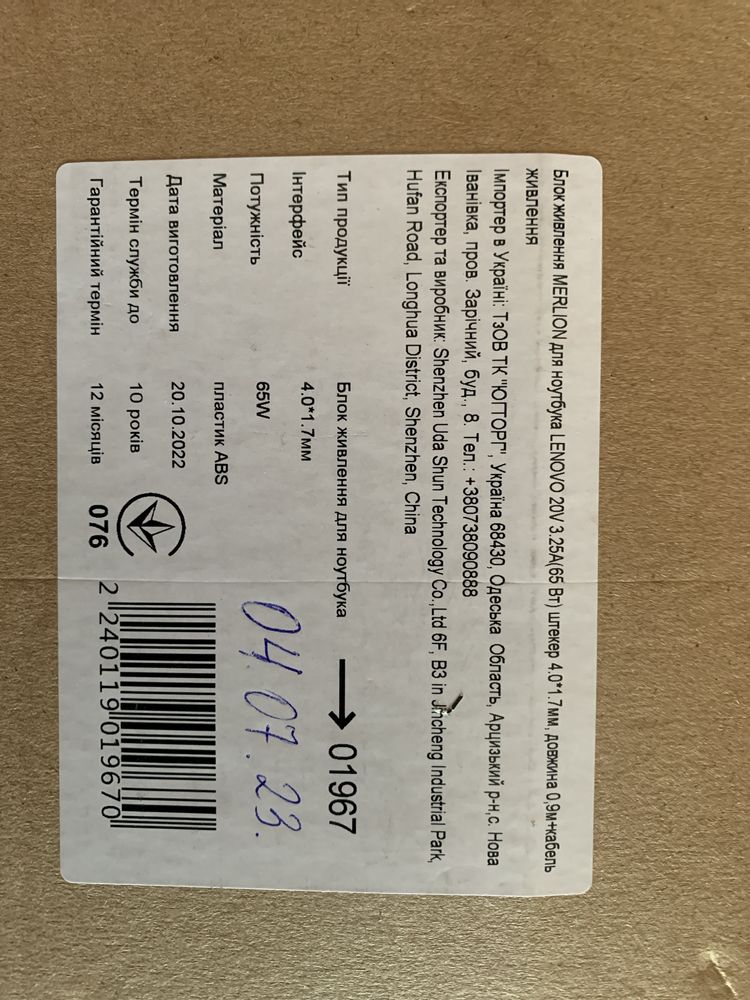 Блок живлення MERLION для ноутбука LENOVO 20V 3.25A(65 Вт) штекер 4.0*1.7мм, довжина 0,9м+кабель
живлення
Імпортер в Україні: ТзОВ ТК "ЮГТОРГ", Україна 68430, Одеська Область, Арцизький р-н,с. Нова
Іванівка, пров. Зарічний, буд., 8. Тел.: +380738090888
Експортер та виробник: Shenzhen Uda Shun Technology Co.,Ltd 6F, B3 in Jincheng Industrial Park,
Hufan Road, Longhua District, Shenzhen, China
Тип продукції Блок живлення для ноутбука → 01967
Інтерфейс 4.0*1.7мм
Потужність 65W
04.07.23.
Матеріал пластик ABS
Дата виготовлення 20.10.2022
Термін служби до 10 років
Гарантійний термін 12 місяців
076
2 240119 019670